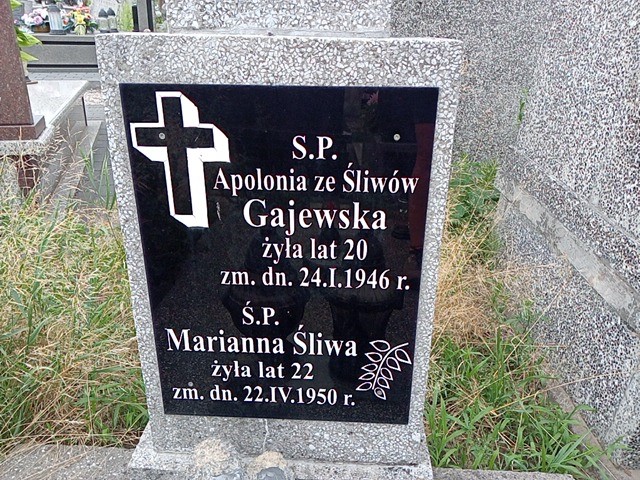 S.P.
Apolonia ze Śliwów
Gajewska
żyła lat 20
zm. dn. 24.I.1946 r.
Ś.P.
Marianna Śliwa
żyła lat 22
zm. dn. 22.IV.1950 r.